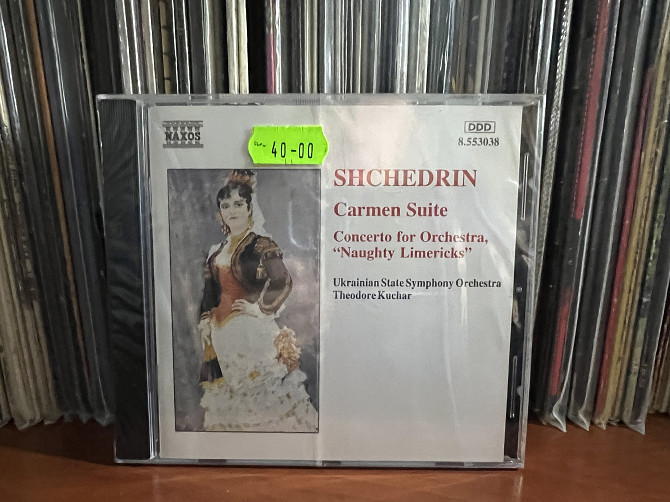 NAXOS
DDD
8.553038
40-00
SHCHEDRIN
Carmen Suite
Concerto for Orchestra,
“Naughty Limericks”
Ukrainian State Symphony Orchestra
Theodore Kuchar